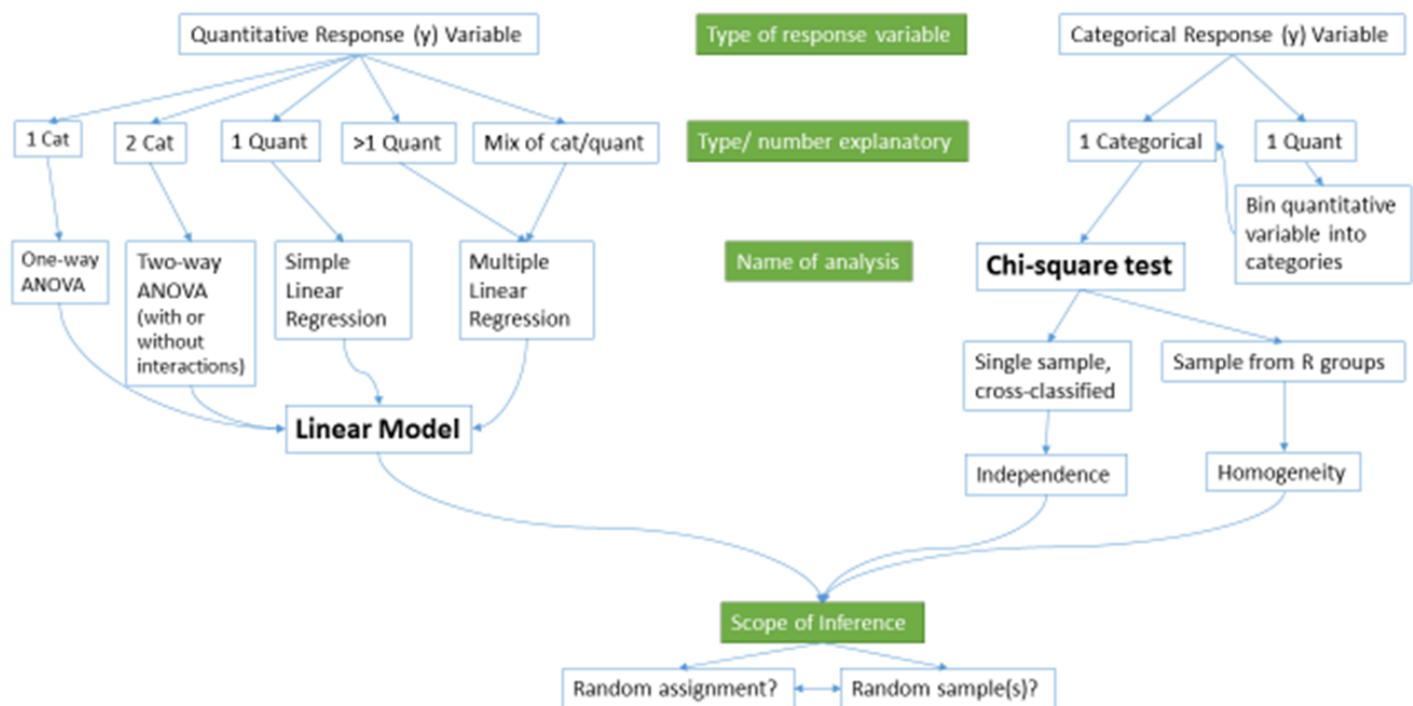 Quantitative Response (y) Variable
Type of response variable
Categorical Response (y) Variable
1 Cat
2 Cat
1 Quant
>1 Quant
Mix of cat/quant
Type/ number explanatory
1 Categorical
1 Quant
Bin quantitative
variable into
categories
One-way
ANOVA
Two-way
ANOVA
(with or
without
interactions)
Simple
Linear
Regression
Multiple
Linear
Regression
Name of analysis
Chi-square test
Single sample,
cross-classified
Sample from R groups
Linear Model
Independence
Homogeneity
Scope of Inference
Random assignment?
Random sample(s)?